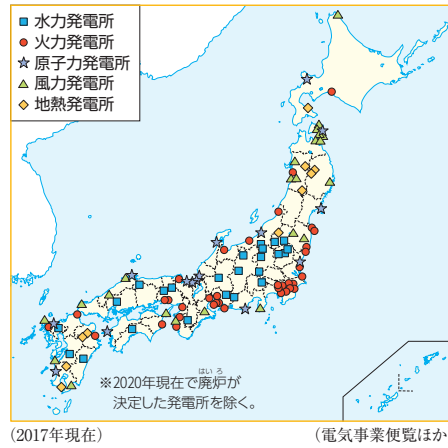 水力発電所
火力発電所
原子力発電所
風力発電所
地熱発電所
はいろ
※2020年現在で廃炉が
決定した発電所を除く。
(2017年現在)
(電気事業便覧ほか